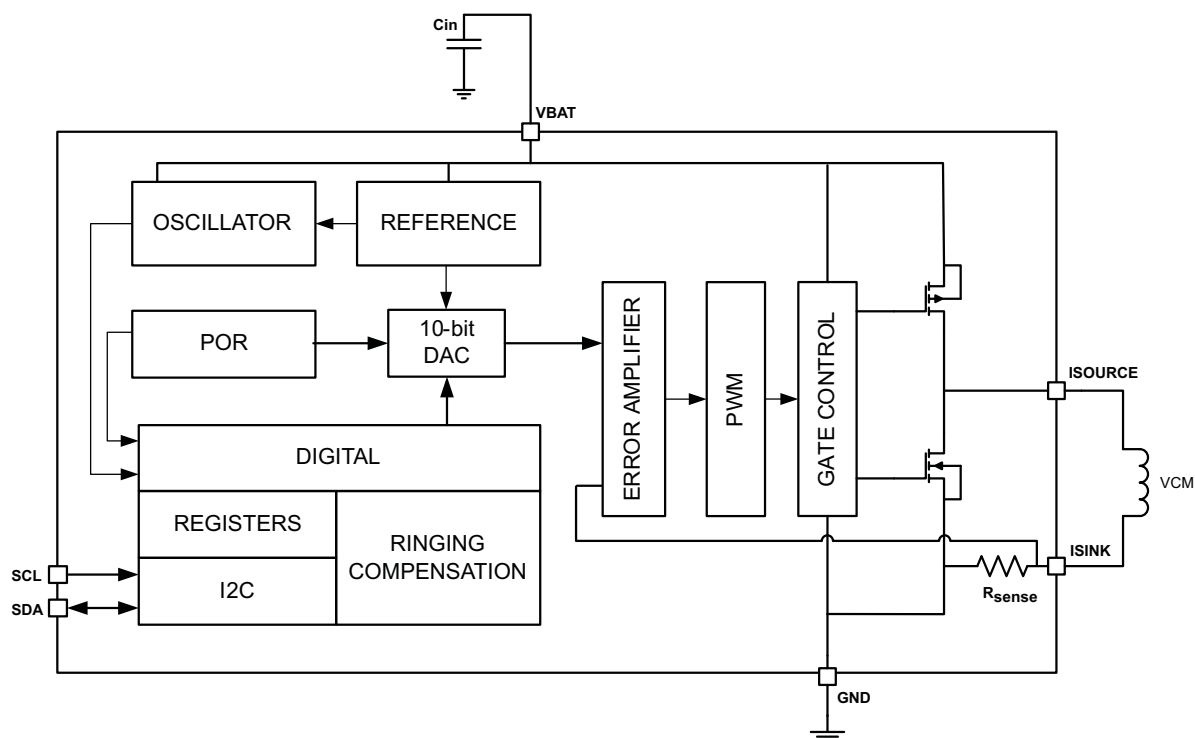 Cin
VBAT
OSCILLATOR
REFERENCE
POR
10-bit
DAC
ERROR AMPLIFIER
PWM
GATE CONTROL
ISOURCE
VCM
DIGITAL
REGISTERS
RINGING
COMPENSATION
I2C
SCL
SDA
ISINK
Rsense
GND